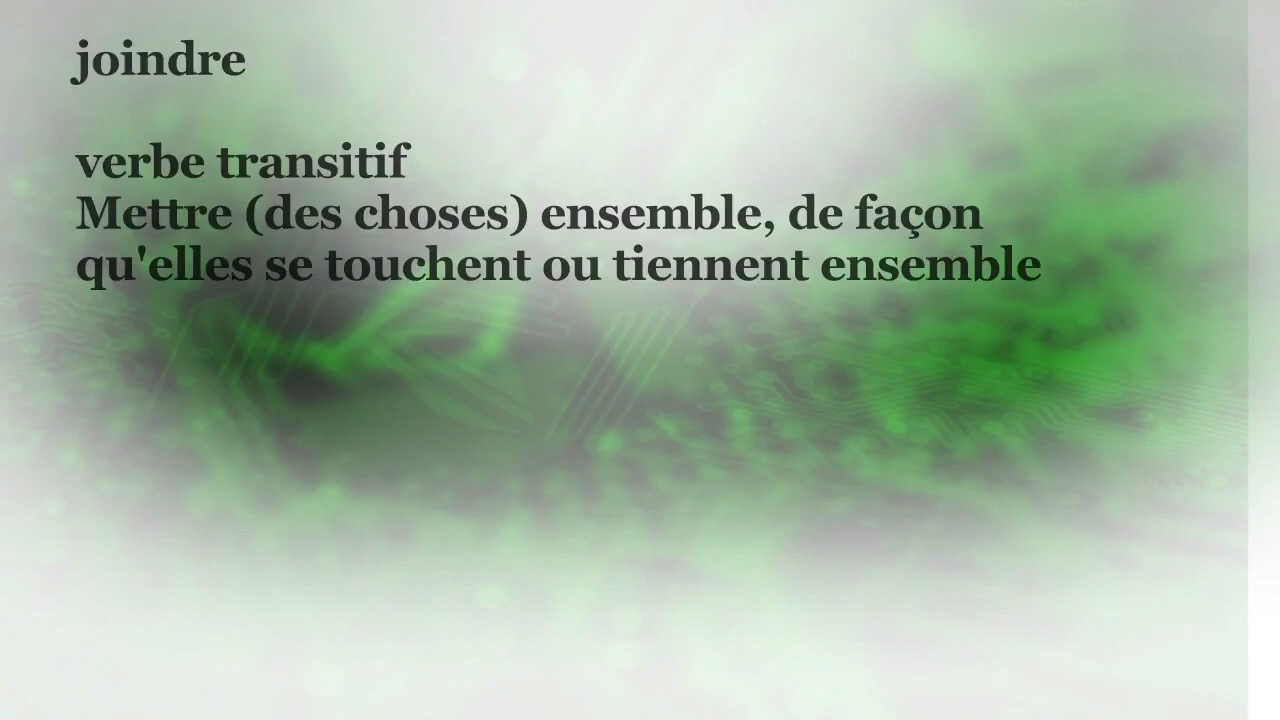 joindre
verbe transitif
Mettre (des choses) ensemble, de façon
qu'elles se touchent ou tiennent ensemble